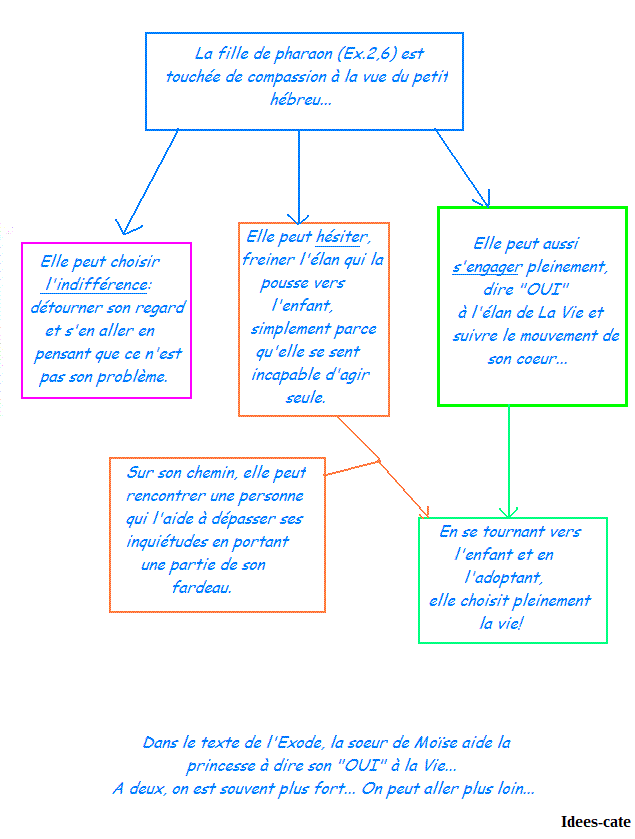 La fille de pharaon (Ex.2,6) est
touchée de compassion à la vue du petit
hébreu...
Elle peut choisir
l'indifférence:
détourner son regard
et s'en aller en
pensant que ce n'est
pas son problème.
Elle peut hésiter,
freiner l'élan qui la
pousse vers
l'enfant,
simplement parce
qu'elle se sent
incapable d'agir
seule.
Elle peut aussi
s'engager pleinement,
dire "OUI"
à l'élan de La Vie et
suivre le mouvement de
son coeur...
Sur son chemin, elle peut
rencontrer une personne
qui l'aide à dépasser ses
inquiétudes en portant
une partie de son
fardeau.
En se tournant vers
l'enfant et en
l'adoptant,
elle choisit pleinement
la vie!
Dans le texte de l'Exode, la soeur de Moïse aide la
princesse à dire son "OUI" à la Vie...
A deux, on est souvent plus fort... On peut aller plus loin...
Idees-cate